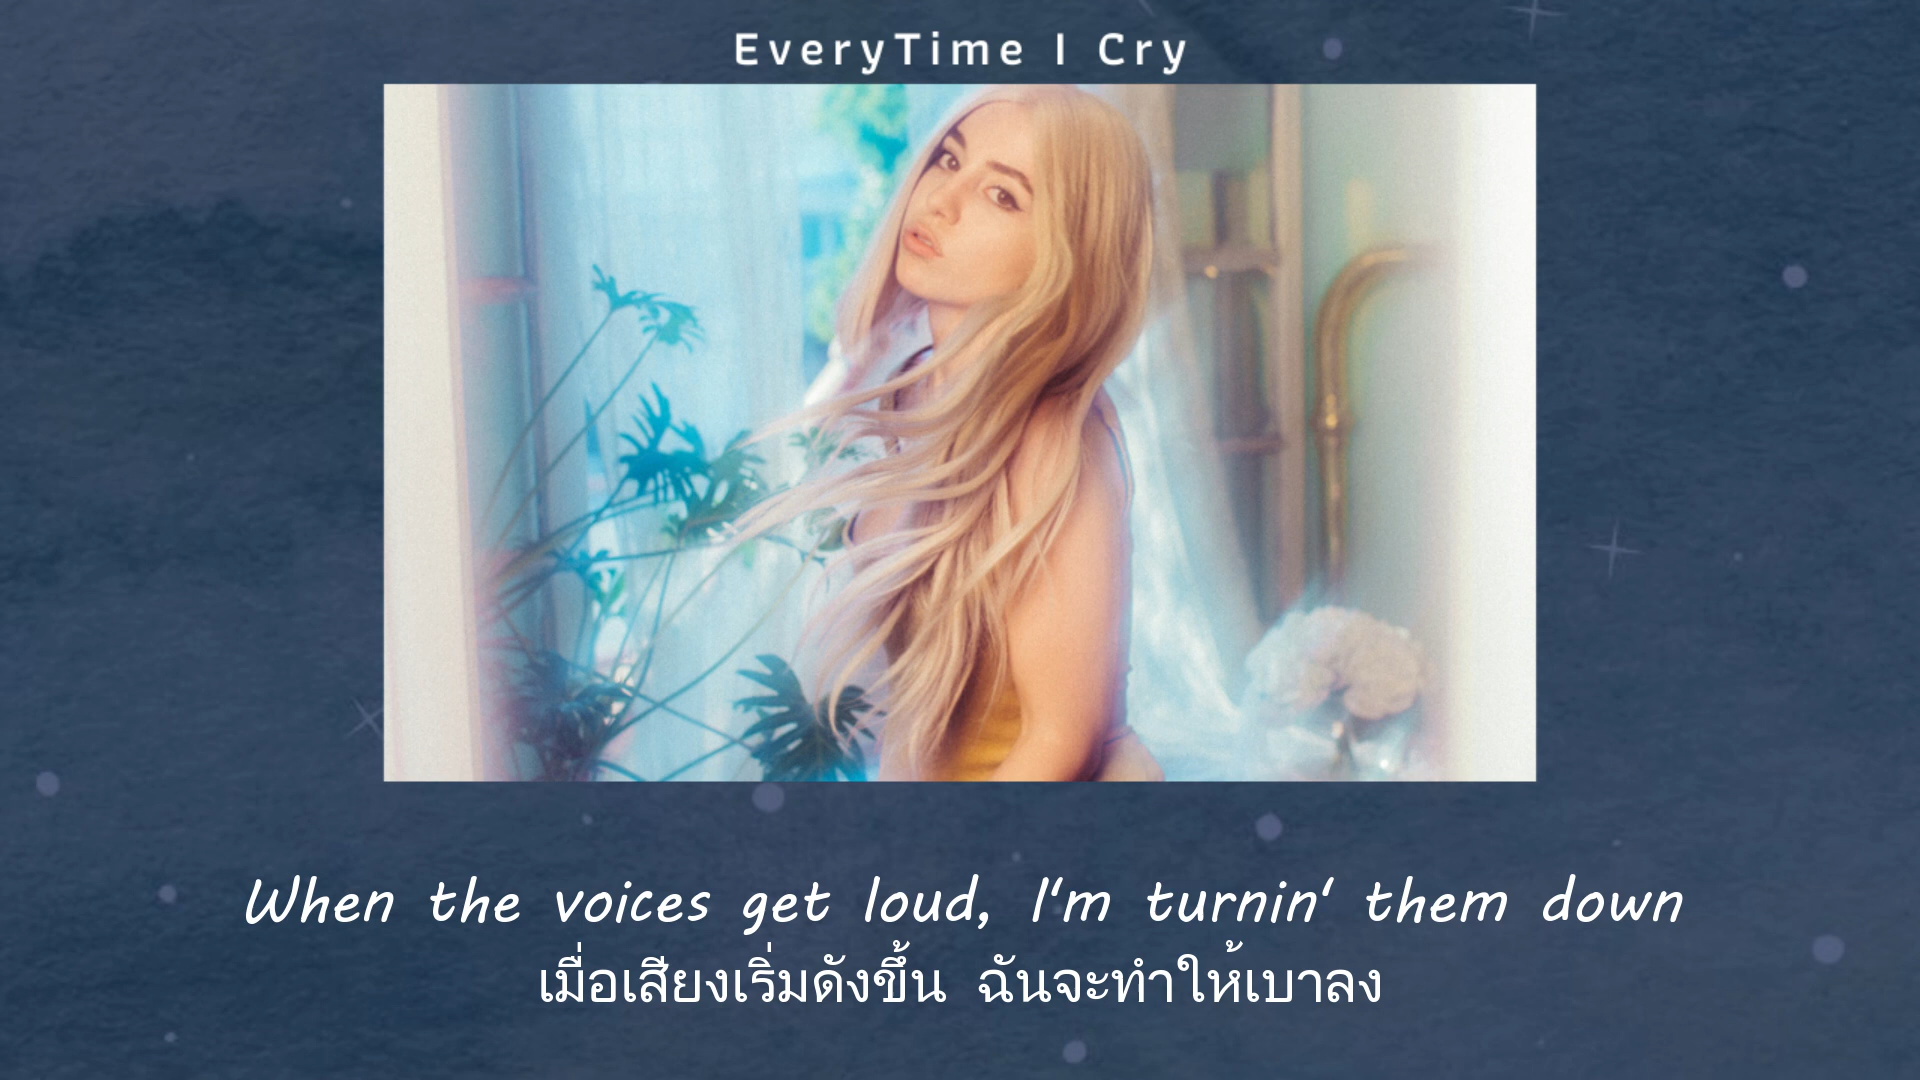 EveryTime I Cry
When the voices get loud, I'm turnin' them down
เมื่อเสียงเริ่มดังขึ้น ฉันจะทำให้เบาลง